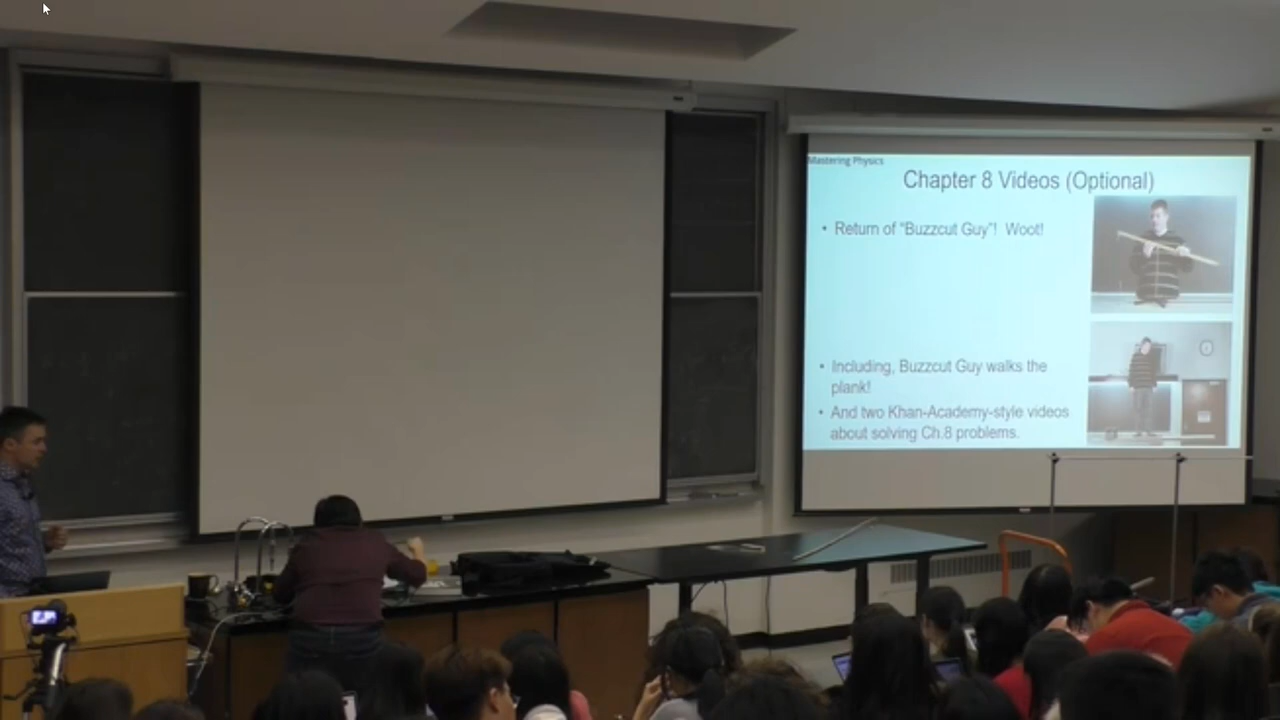 Mastering Physics
Chapter 8 Videos (Optional)
• Return of "Buzzcut Guy"! Woot!
• Including, Buzzcut Guy walks the
plank!
• And two Khan-Academy-style videos
about solving Ch.8 problems.